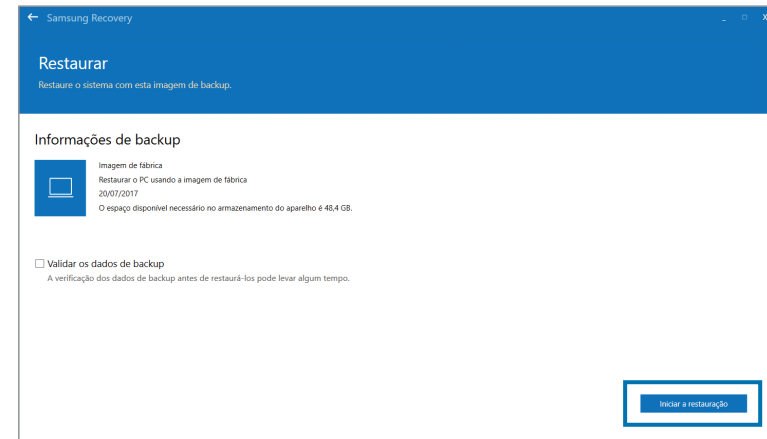 Samsung Recovery
Restaurar
Restaure o sistema com esta imagem de backup.
Informações de backup
Imagem de fábrica
Restaurar o PC usando a imagem de fábrica
20/07/2017
O espaço disponível necessário no armazenamento do aparelho é 48,4 GB.
Validar os dados de backup
A verificação dos dados de backup antes de restaurá-los pode levar algum tempo.
Iniciar a restauração